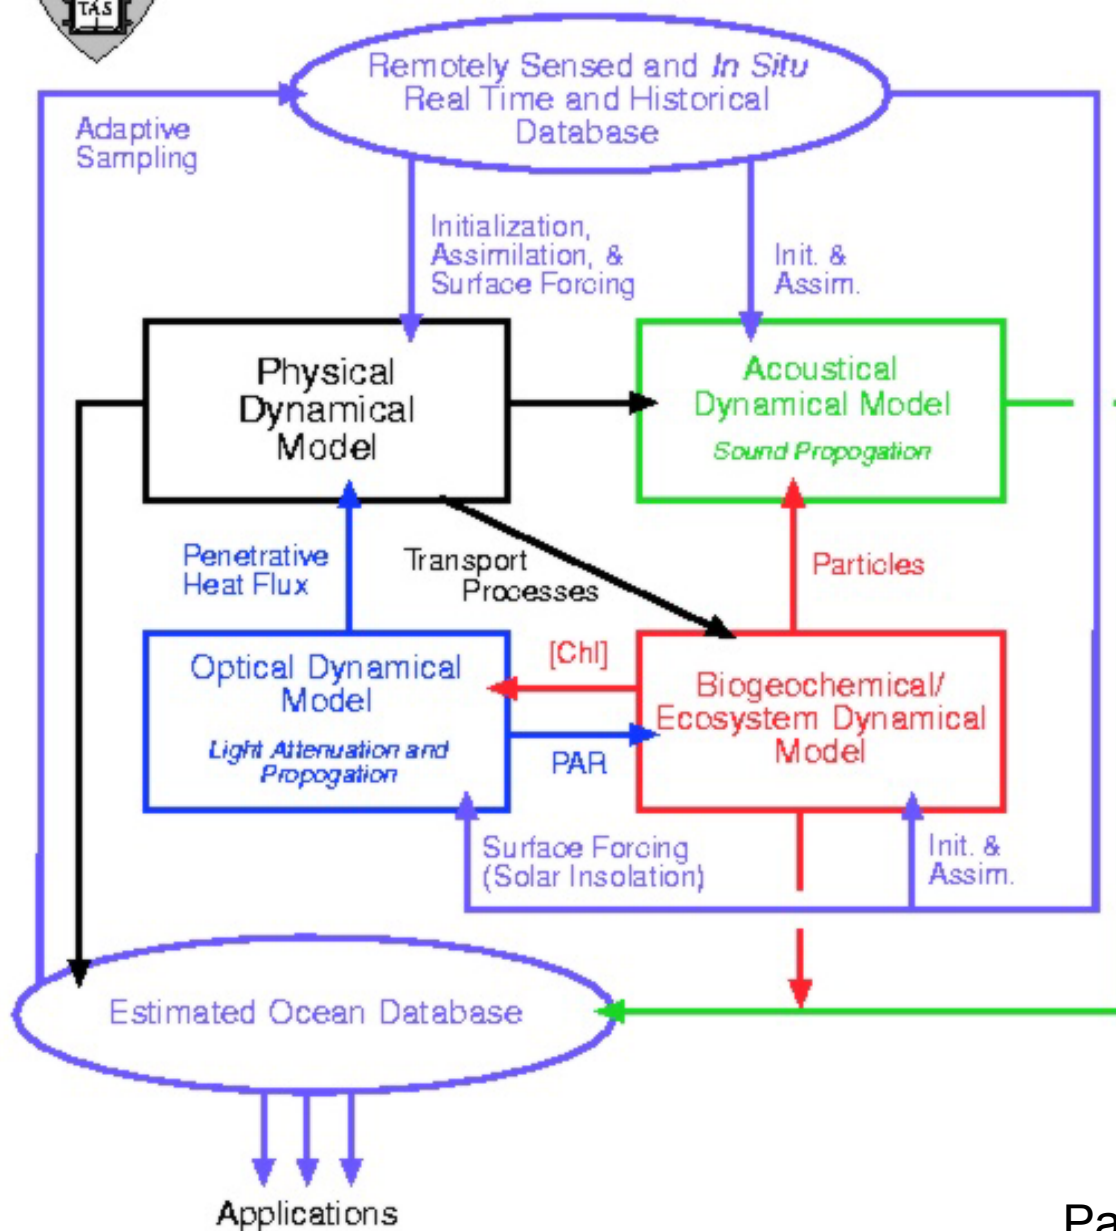 TAS
Remotely Sensed and In Situ
Real Time and Historical
Database
Adaptive
Sampling
Initialization,
Assimilation, &
Surface Forcing
Init. &
Assim.
Physical
Dynamical
Model
Acoustical
Dynamical Model
Sound Propogation
Penetrative
Heat Flux
Transport
Processes
Particles
Optical Dynamical
Model
Light Attenuation and
Propogation
[Chl]
PAR
Biogeochemical/
Ecosystem Dynamical
Model
Surface Forcing
(Solar Insolation)
Init. &
Assim.
Estimated Ocean Database
Applications
Pa